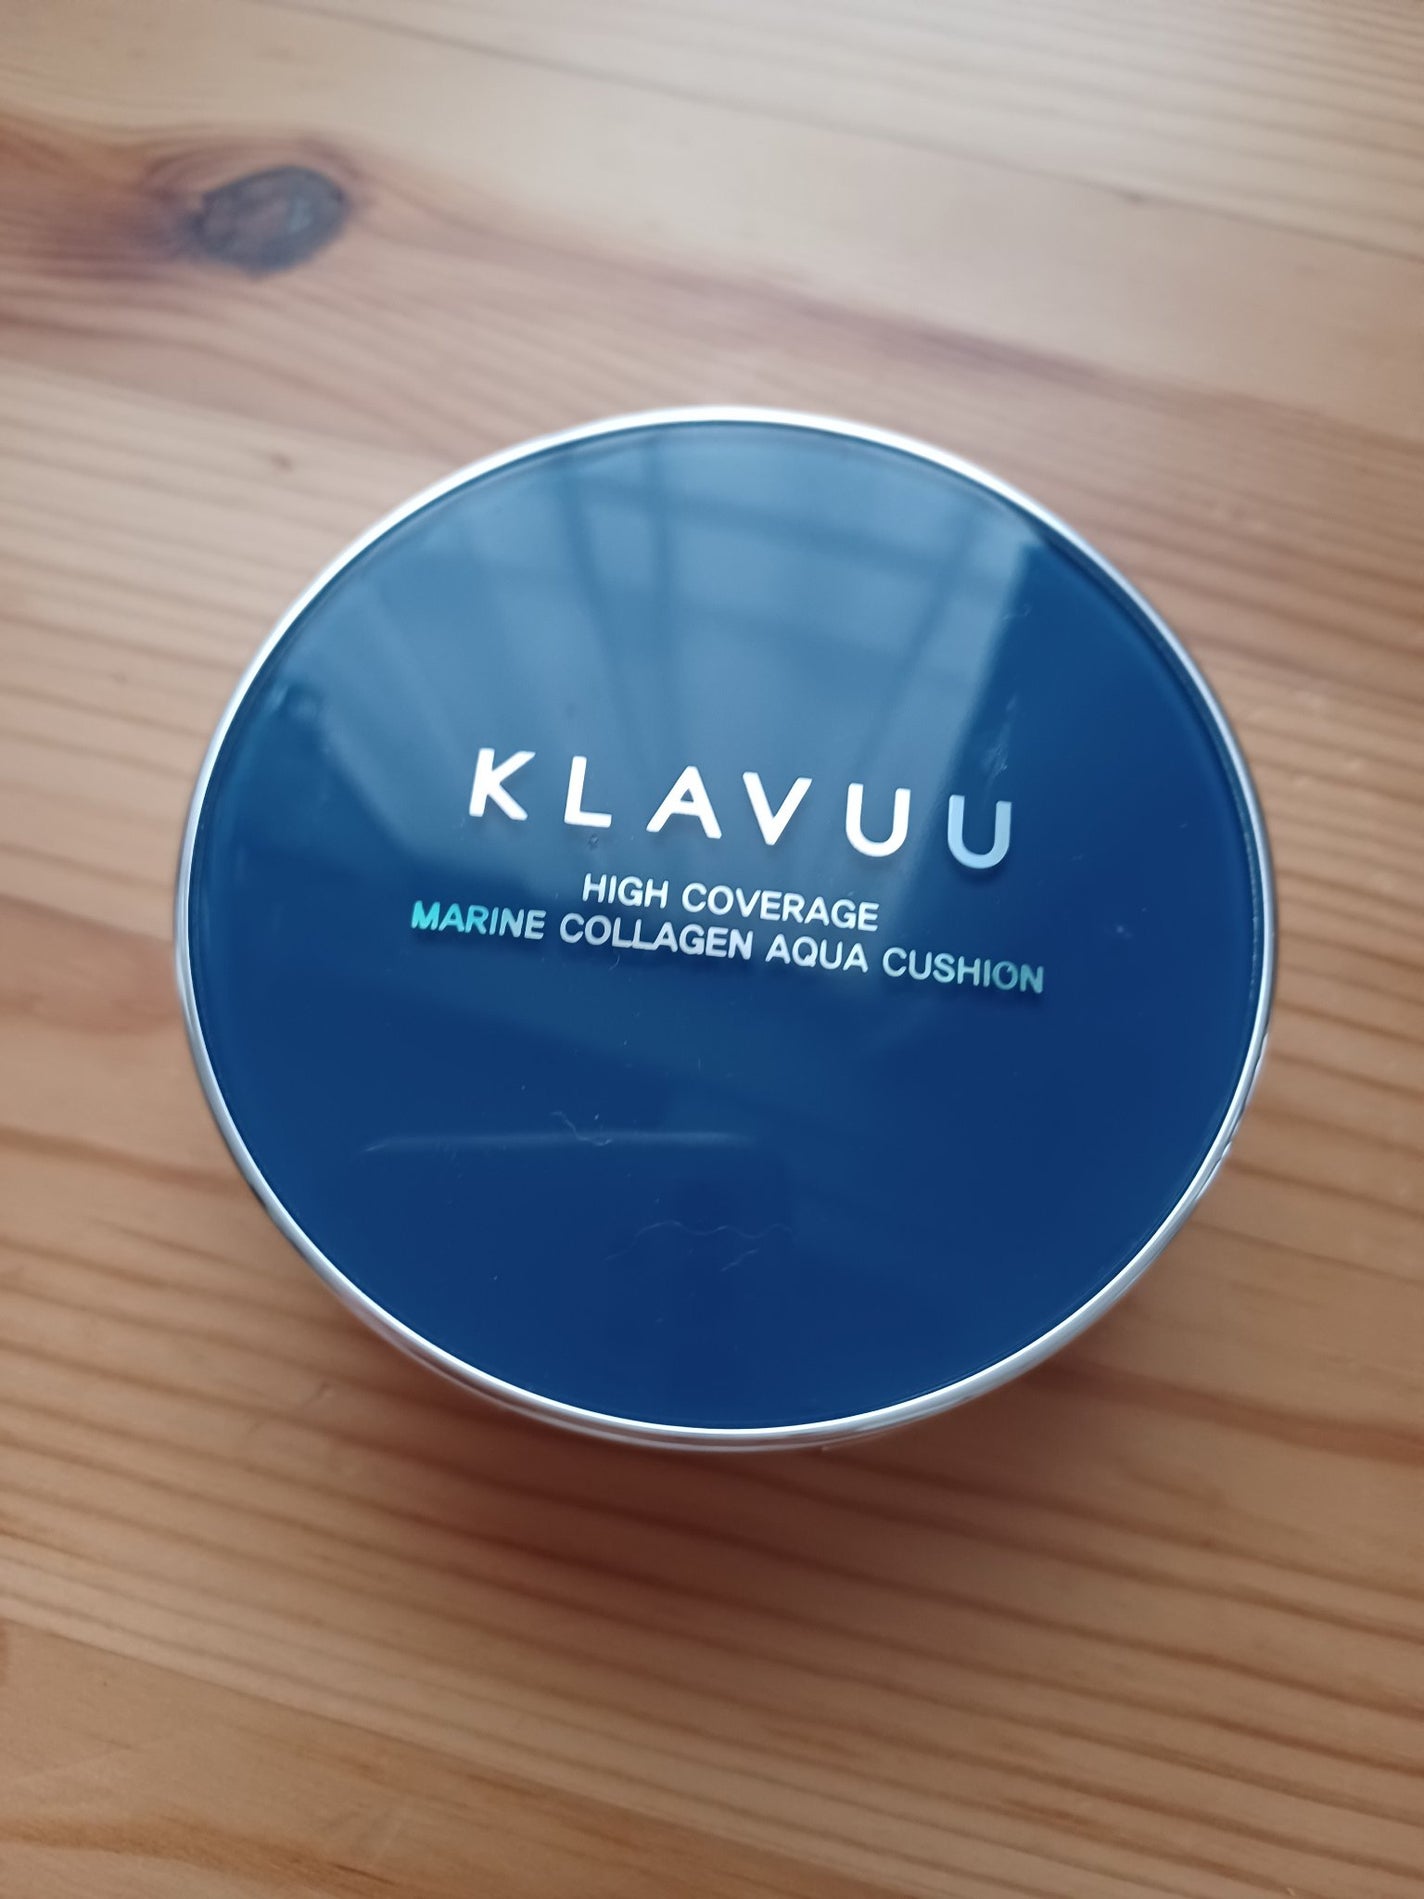 KLAVUU
HIGH COVERAGE
MARINE COLLAGEN AQUA CUSHION